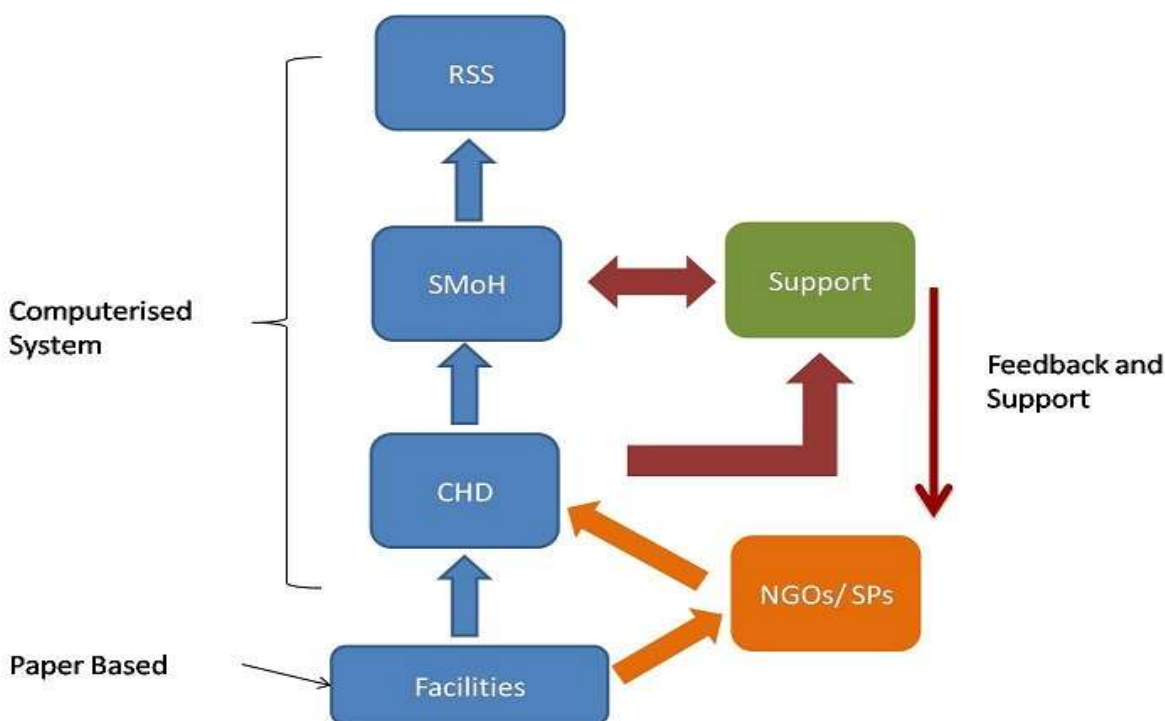 RSS
SMoH
Support
Computerised
System
Feedback and
Support
CHD
NGOs/ SPs
Paper Based
Facilities